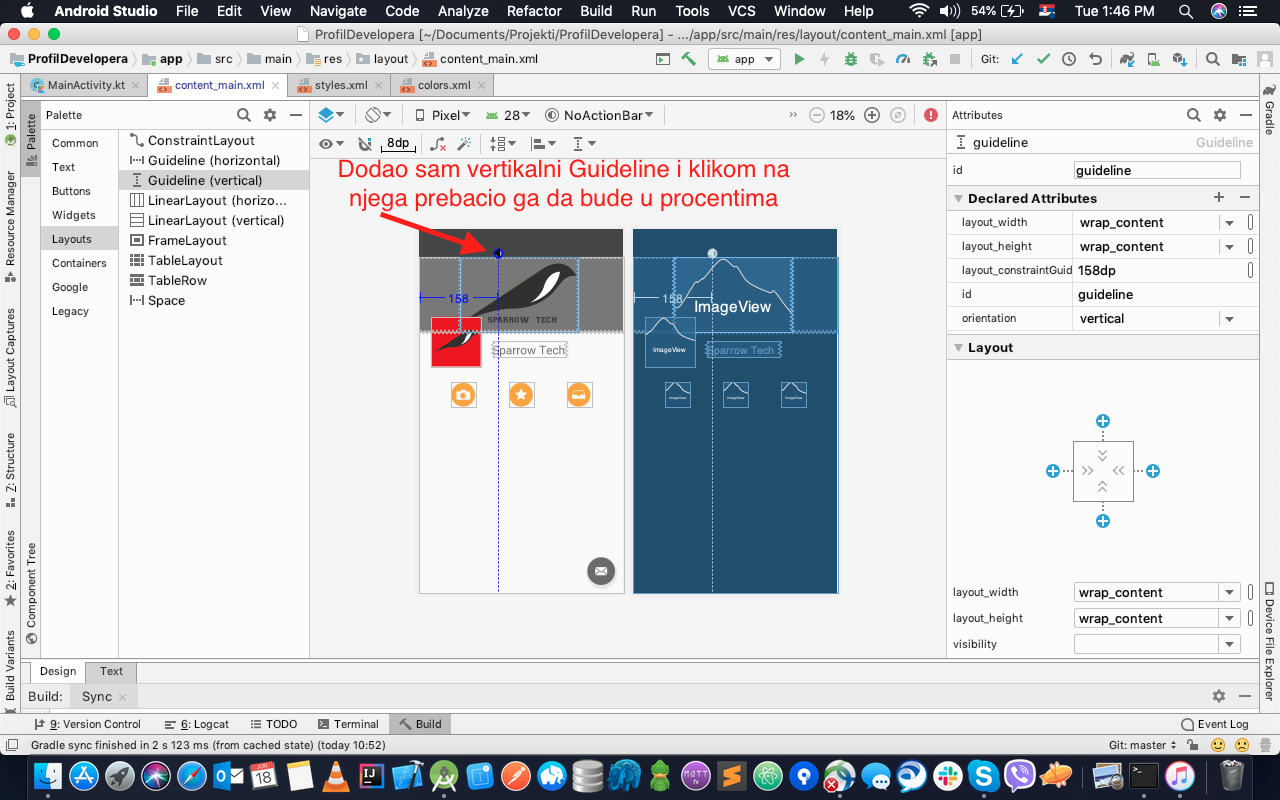 Android Studio File Edit View Navigate Code Analyze Refactor Build Run Tools VCS Window Help 54% Tue 1:46 PM
ProfilDevelopera [~/Documents/Projekti/ProfilDevelopera] - .../app/src/main/res/layout/content_main.xml [app]
ProfilDevelopera app src main res layout content_main.xml app Git:
MainActivity.kt content_main.xml styles.xml colors.xml
1: Project
Resource Manager
Layout Captures
Z: Structure
2: Favorites
Build Variants
Palette
Component Tree
Palette
Common
Text
Buttons
Widgets
Layouts
Containers
Google
Legacy
ConstraintLayout
Guideline (horizontal)
Guideline (vertical)
LinearLayout (horizo...
LinearLayout (vertical)
FrameLayout
TableLayout
TableRow
Space
Pixel 28 NoActionBar 18%
8dp
Dodao sam vertikalni Guideline i klikom na
njega prebacio ga da bude u procentima
158
SPARROW TECH
Sparrow Tech
158
ImageView
ImageView
Sparrow Tech
ImageView ImageView ImageView
Attributes
guideline Guideline
id guideline
Declared Attributes
layout_width wrap_content
layout_height wrap_content
layout_constraintGuid 158dp
id guideline
orientation vertical
Layout
layout_width wrap_content
layout_height wrap_content
visibility
Gradle
Device File Explorer
Design Text
Build: Sync
9: Version Control 6: Logcat TODO Terminal Build Event Log
Gradle sync finished in 2 s 123 ms (from cached state) (today 10:52) Git: master
JUN
18
IJ
MOTT
fx